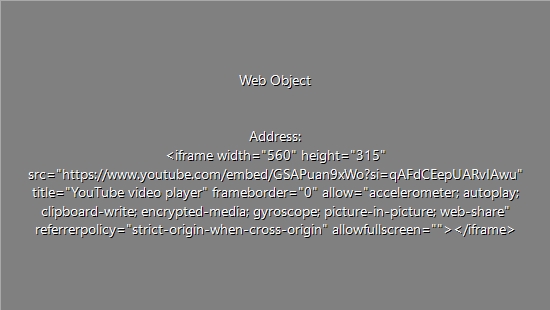 Web Object
Address:
<iframe width="560" height="315"
src="https://www.youtube.com/embed/GSAPuan9xWo?si=qAFdCEepUARvIAwu"
title="YouTube video player" frameborder="0" allow="accelerometer; autoplay;
clipboard-write; encrypted-media; gyroscope; picture-in-picture; web-share"
referrerpolicy="strict-origin-when-cross-origin" allowfullscreen=""></iframe>